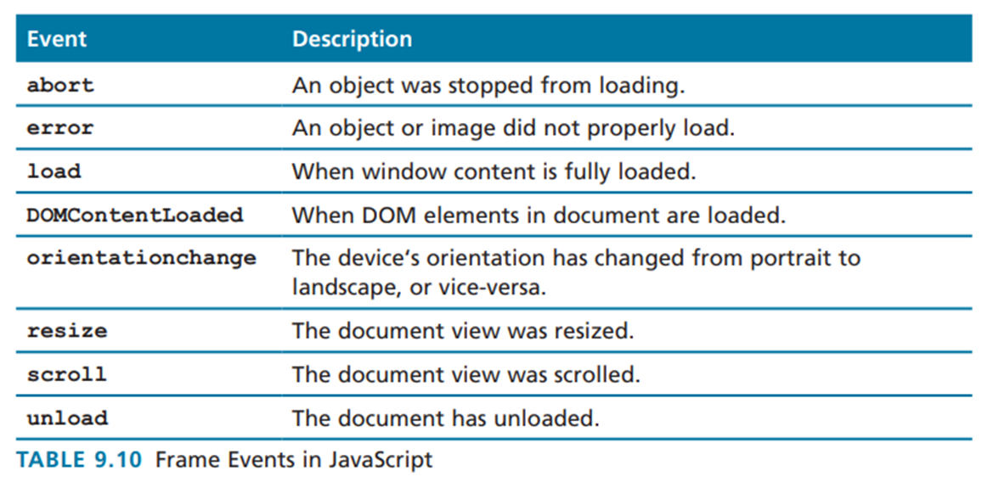 Event Description
abort An object was stopped from loading.
error An object or image did not properly load.
load When window content is fully loaded.
DOMContentLoaded When DOM elements in document are loaded.
orientationchange The device’s orientation has changed from portrait to
landscape, or vice-versa.
resize The document view was resized.
scroll The document view was scrolled.
unload The document has unloaded.
TABLE 9.10 Frame Events in JavaScript